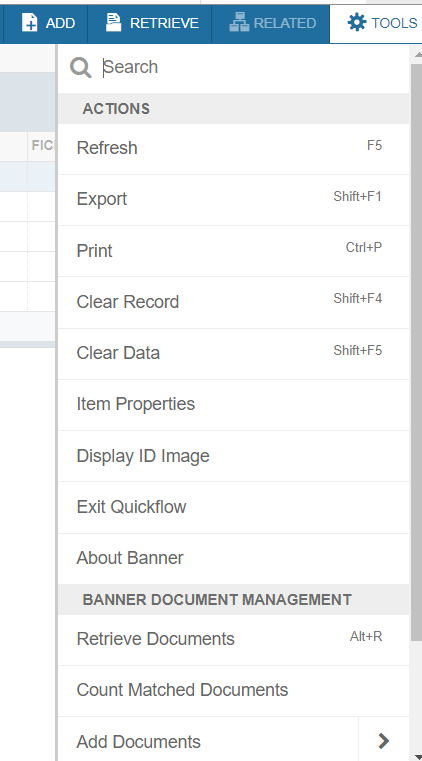 ADD RETRIEVE RELATED TOOLS
Search
ACTIONS
Refresh F5
Export Shift+F1
Print Ctrl+P
Clear Record Shift+F4
Clear Data Shift+F5
Item Properties
Display ID Image
Exit Quickflow
About Banner
BANNER DOCUMENT MANAGEMENT
Retrieve Documents Alt+R
Count Matched Documents
Add Documents